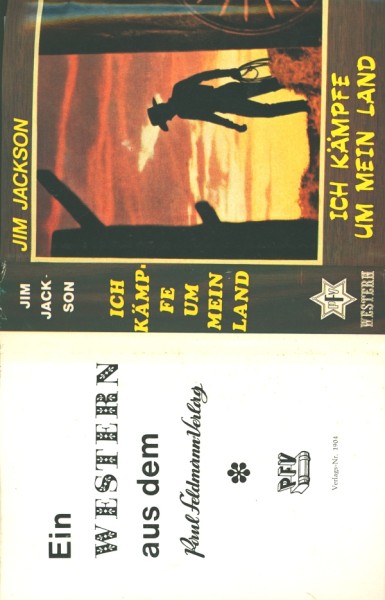 JIM JACKSON
ICH KÄMPFE
UM MEIN LAND
JIM
JACK-
SON
ICH
KÄMP-
FE
UM
MEIN
LAND
WESTERN
Ein
WESTERN
aus dem
Paul Feldmann Verlag
PFV
Verlags-Nr. 1904